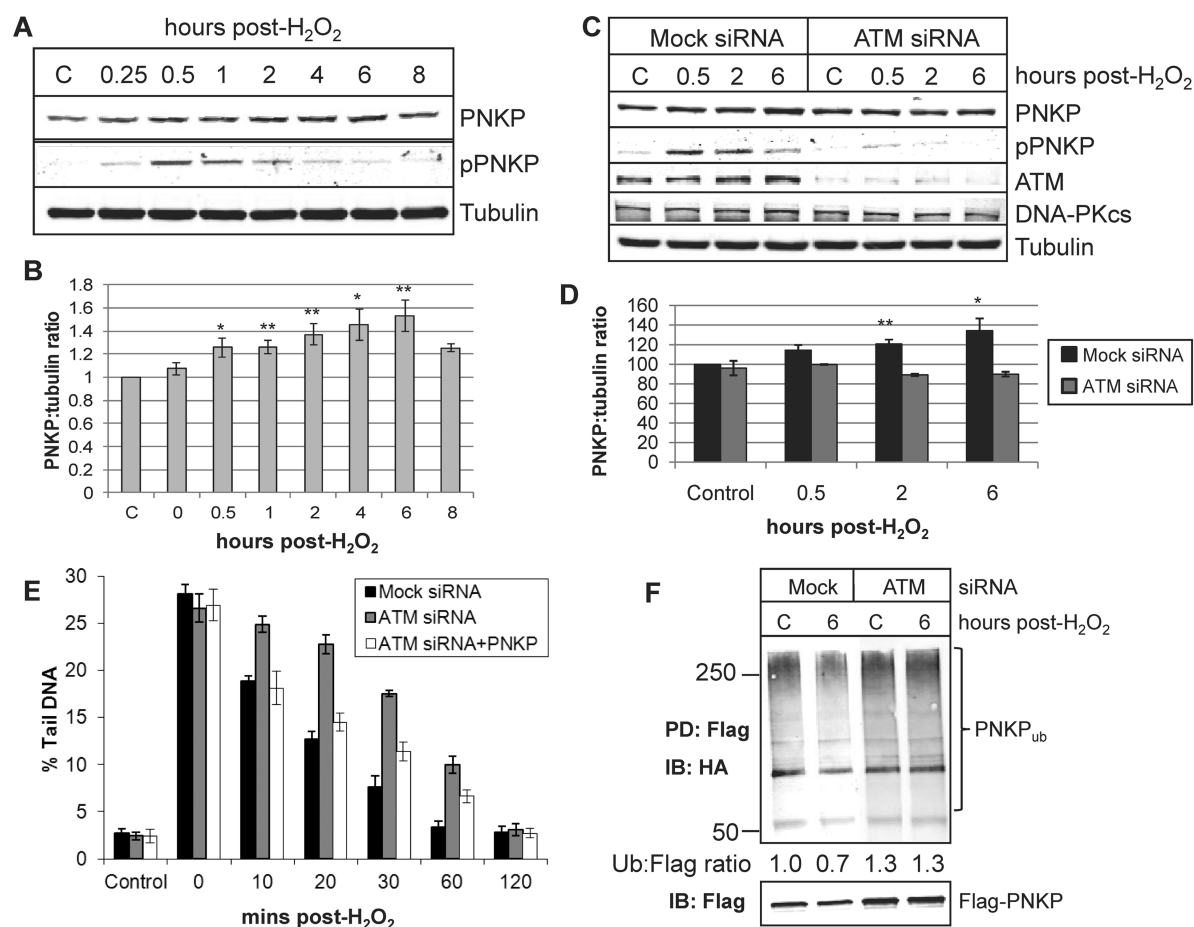 A
hours post-H₂O₂
C 0.25 0.5 1 2 4 6 8
PNKP
pPNKP
Tubulin
B
PNKP:tubulin ratio
1.8
1.6
1.4
1.2
1
0.8
0.6
0.4
0.2
0
* ** ** * **
C 0 0.5 1 2 4 6 8
hours post-H₂O₂
C
Mock siRNA ATM siRNA
C 0.5 2 6 C 0.5 2 6 hours post-H₂O₂
PNKP
pPNKP
ATM
DNA-PKcs
Tubulin
D
PNKP:tubulin ratio
160
140
120
100
80
60
40
20
0
** *
Mock siRNA
ATM siRNA
Control 0.5 2 6
hours post-H₂O₂
E
% Tail DNA
30
25
20
15
10
5
0
Mock siRNA
ATM siRNA
ATM siRNA+PNKP
Control 0 10 20 30 60 120
mins post-H₂O₂
F
Mock ATM siRNA
C 6 C 6 hours post-H₂O₂
250
PD: Flag
IB: HA
PNKPub
50
Ub:Flag ratio 1.0 0.7 1.3 1.3
IB: Flag Flag-PNKP